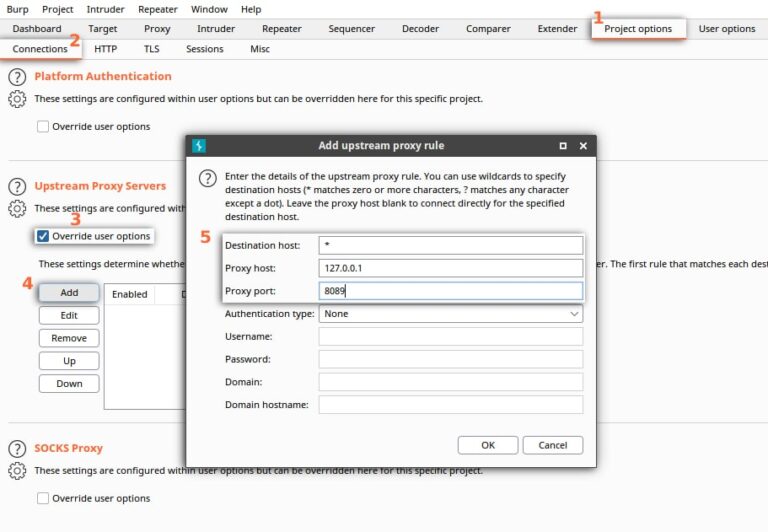 Burp Project Intruder Repeater Window Help
1
Dashboard Target Proxy Intruder Repeater Sequencer Decoder Comparer Extender Project options User options
2
Connections HTTP TLS Sessions Misc
Platform Authentication
These settings are configured within user options but can be overridden here for this specific project.
Override user options
Upstream Proxy Servers
These settings are configured with
3
Override user options
These settings determine whethe
er. The first rule that matches each dest
4
Add
Enabled D
Edit
Remove
Up
Down
Add upstream proxy rule
Enter the details of the upstream proxy rule. You can use wildcards to specify
destination hosts (* matches zero or more characters, ? matches any character
except a dot). Leave the proxy host blank to connect directly for the specified
destination host.
5
Destination host: *
Proxy host: 127.0.0.1
Proxy port: 8089
Authentication type: None
Username:
Password:
Domain:
Domain hostname:
OK Cancel
SOCKS Proxy
These settings are configured within user options but can be overridden here for this specific project.
Override user options